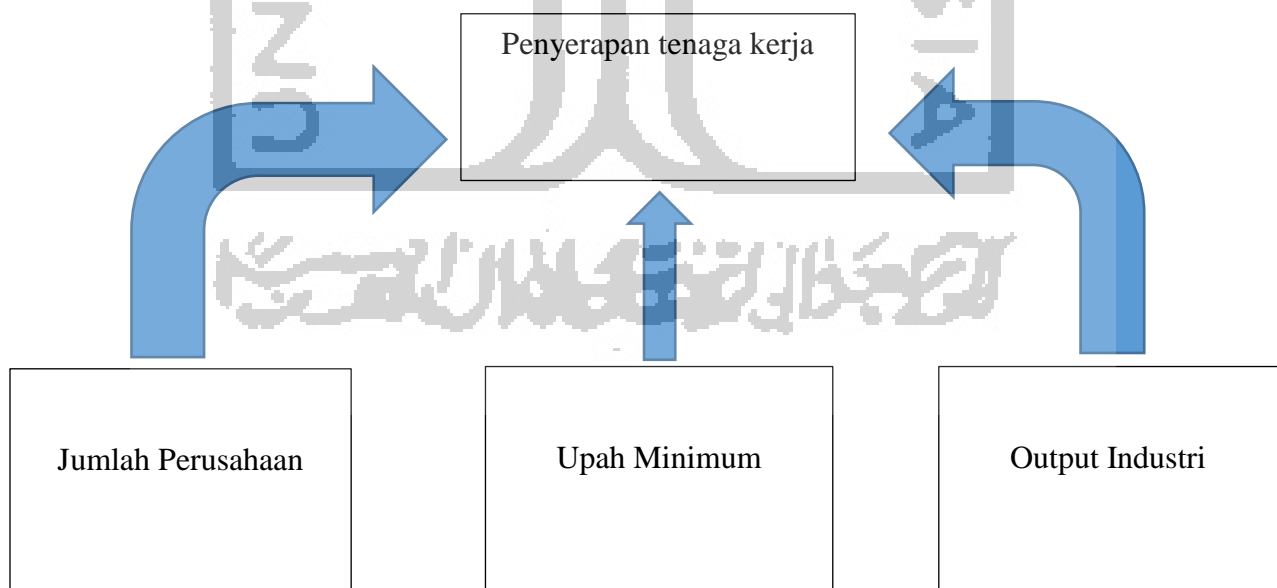 Penyerapan tenaga kerja
Jumlah Perusahaan
Upah Minimum
Output Industri